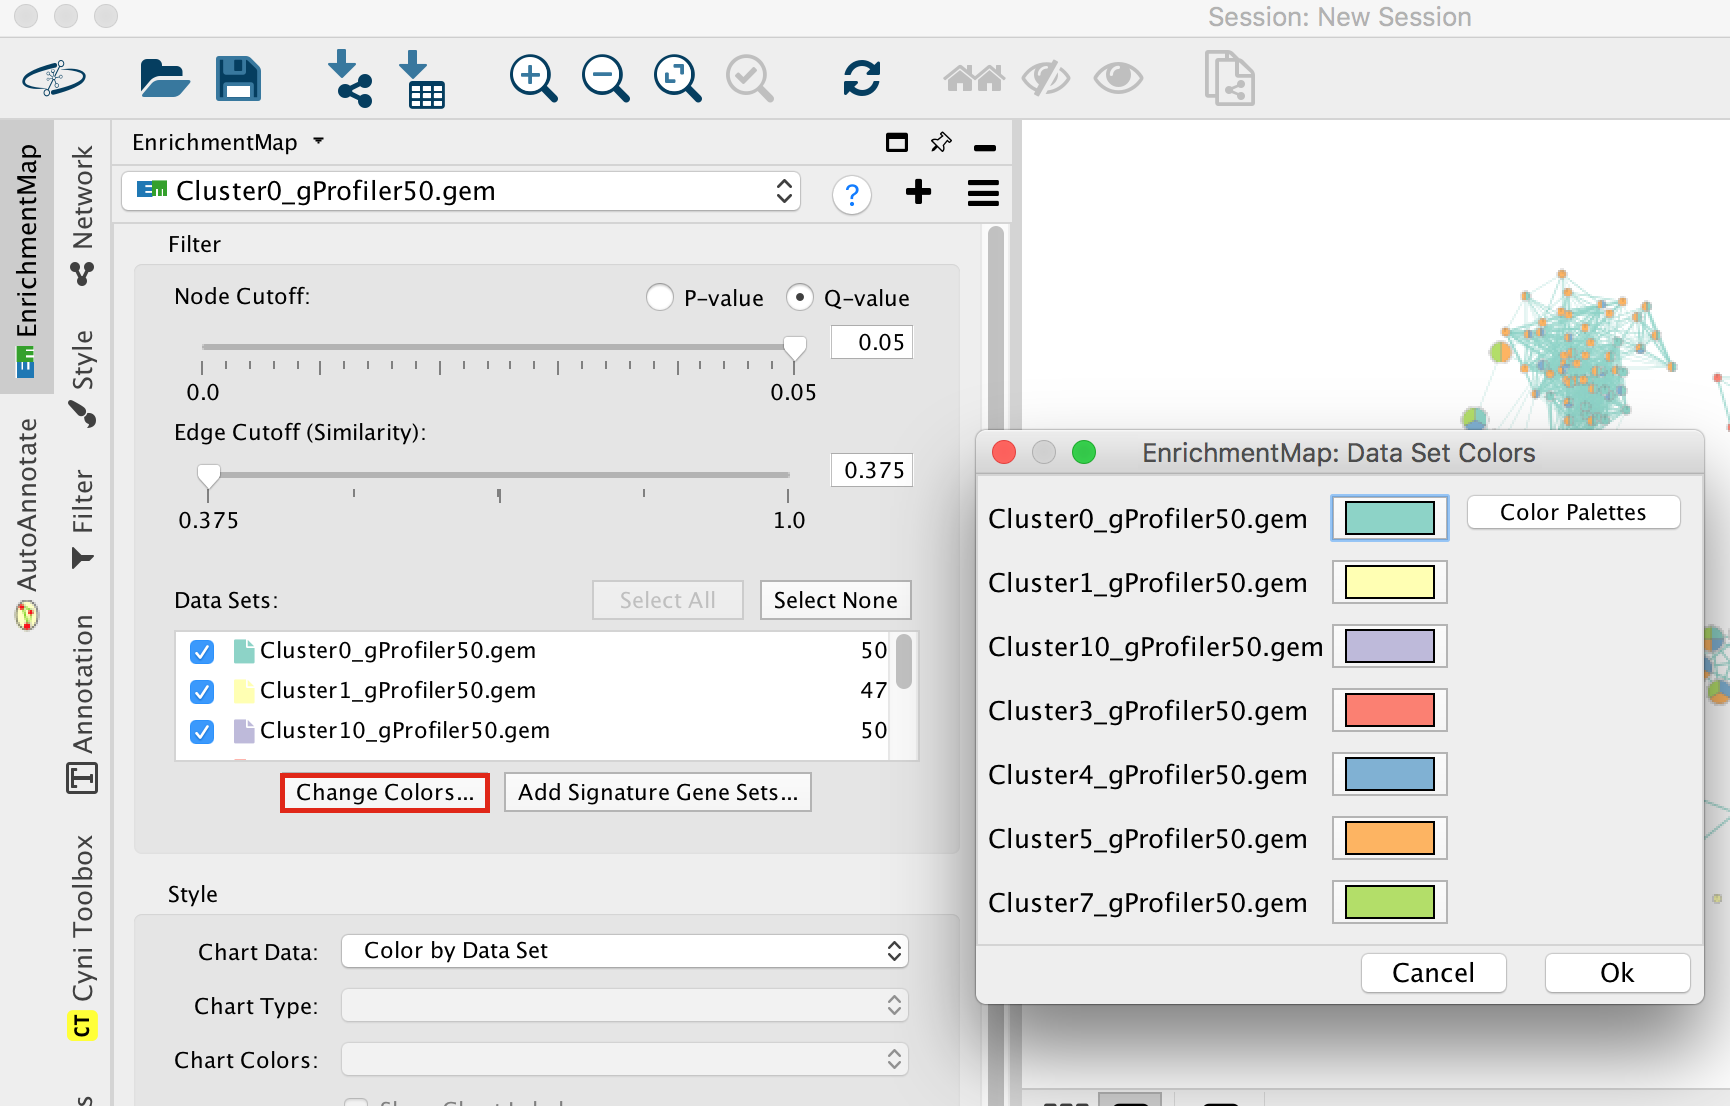 Session: New Session
EnrichmentMap
Network
Style
Filter
AutoAnnotate
Annotation
Cyni Toolbox
CT
EnrichmentMap
Em Cluster0_gProfiler50.gem
?
Filter
Node Cutoff:
P-value
Q-value
0.05
0.0
0.05
Edge Cutoff (Similarity):
0.375
0.375
1.0
Data Sets:
Select All
Select None
Cluster0_gProfiler50.gem 50
Cluster1_gProfiler50.gem 47
Cluster10_gProfiler50.gem 50
Change Colors...
Add Signature Gene Sets...
Style
Chart Data: Color by Data Set
Chart Type:
Chart Colors:
EnrichmentMap: Data Set Colors
Cluster0_gProfiler50.gem
Color Palettes
Cluster1_gProfiler50.gem
Cluster10_gProfiler50.gem
Cluster3_gProfiler50.gem
Cluster4_gProfiler50.gem
Cluster5_gProfiler50.gem
Cluster7_gProfiler50.gem
Cancel
Ok